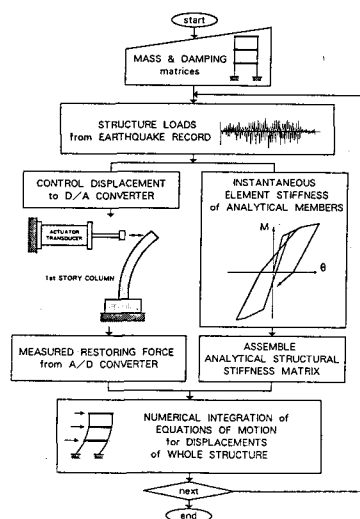 start
MASS & DAMPING
matrices
STRUCTURE LOADS
from EARTHQUAKE RECORD
CONTROL DISPLACEMENT
to D/A CONVERTER
ACTUATOR
TRANSDUCER
1st STORY COLUMN
INSTANTANEOUS
ELEMENT STIFFNESS
of ANALYTICAL MEMBERS
M
θ
MEASURED RESTORING FORCE
from A/D CONVERTER
ASSEMBLE
ANALYTICAL STRUCTURAL
STIFFNESS MATRIX
NUMERICAL INTEGRATION of
EQUATIONS OF MOTION
for DISPLACEMENTS
of WHOLE STRUCTURE
next
end